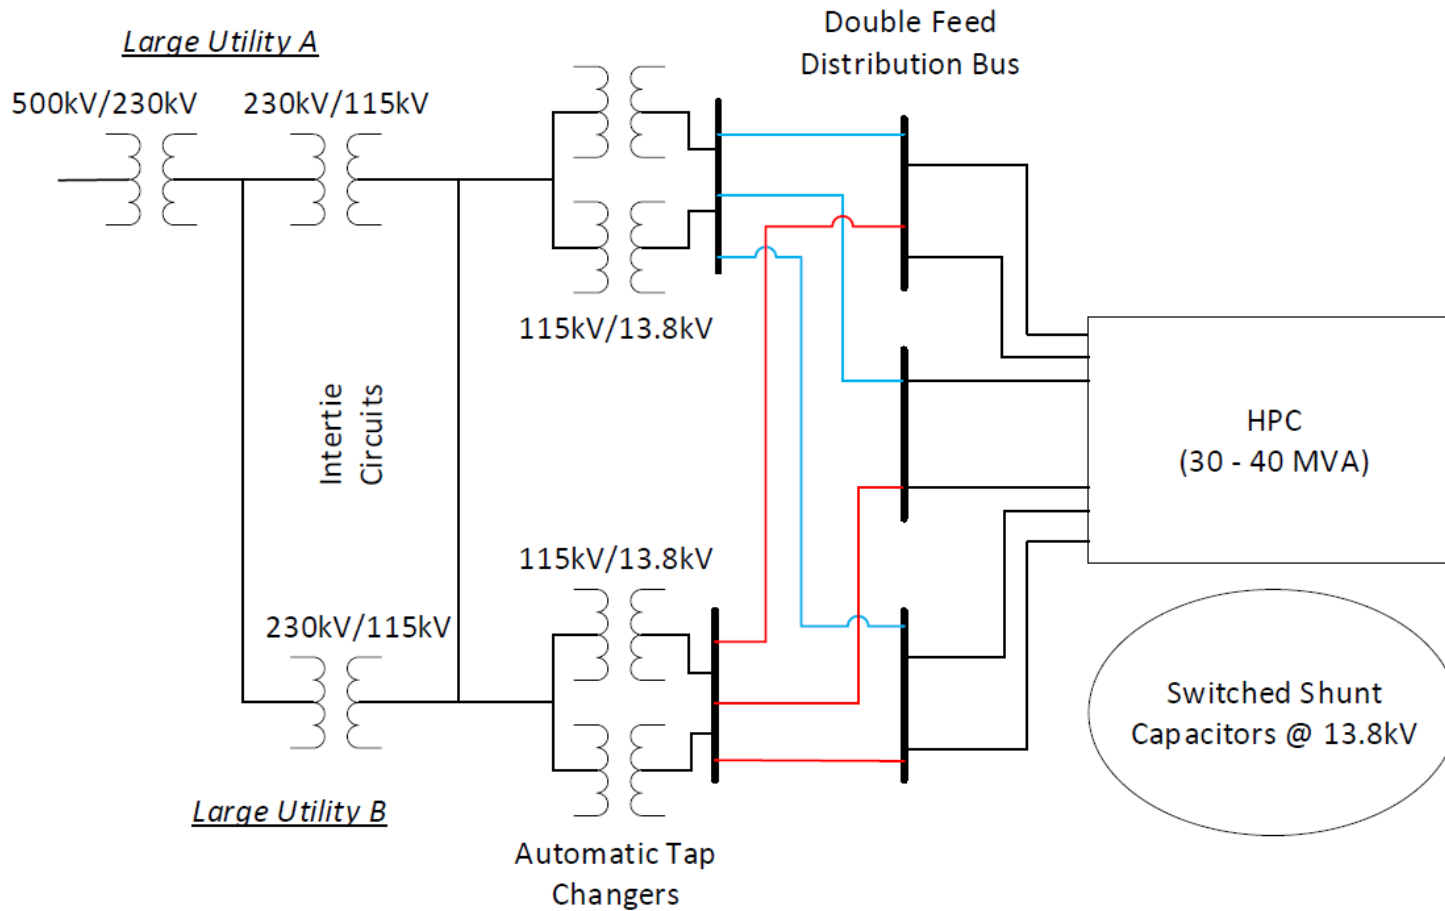 Large Utility A
Double Feed
Distribution Bus
500kV/230kV
230kV/115kV
115kV/13.8kV
Intertie
Circuits
HPC
(30 - 40 MVA)
115kV/13.8kV
230kV/115kV
Switched Shunt
Capacitors @ 13.8kV
Large Utility B
Automatic Tap
Changers